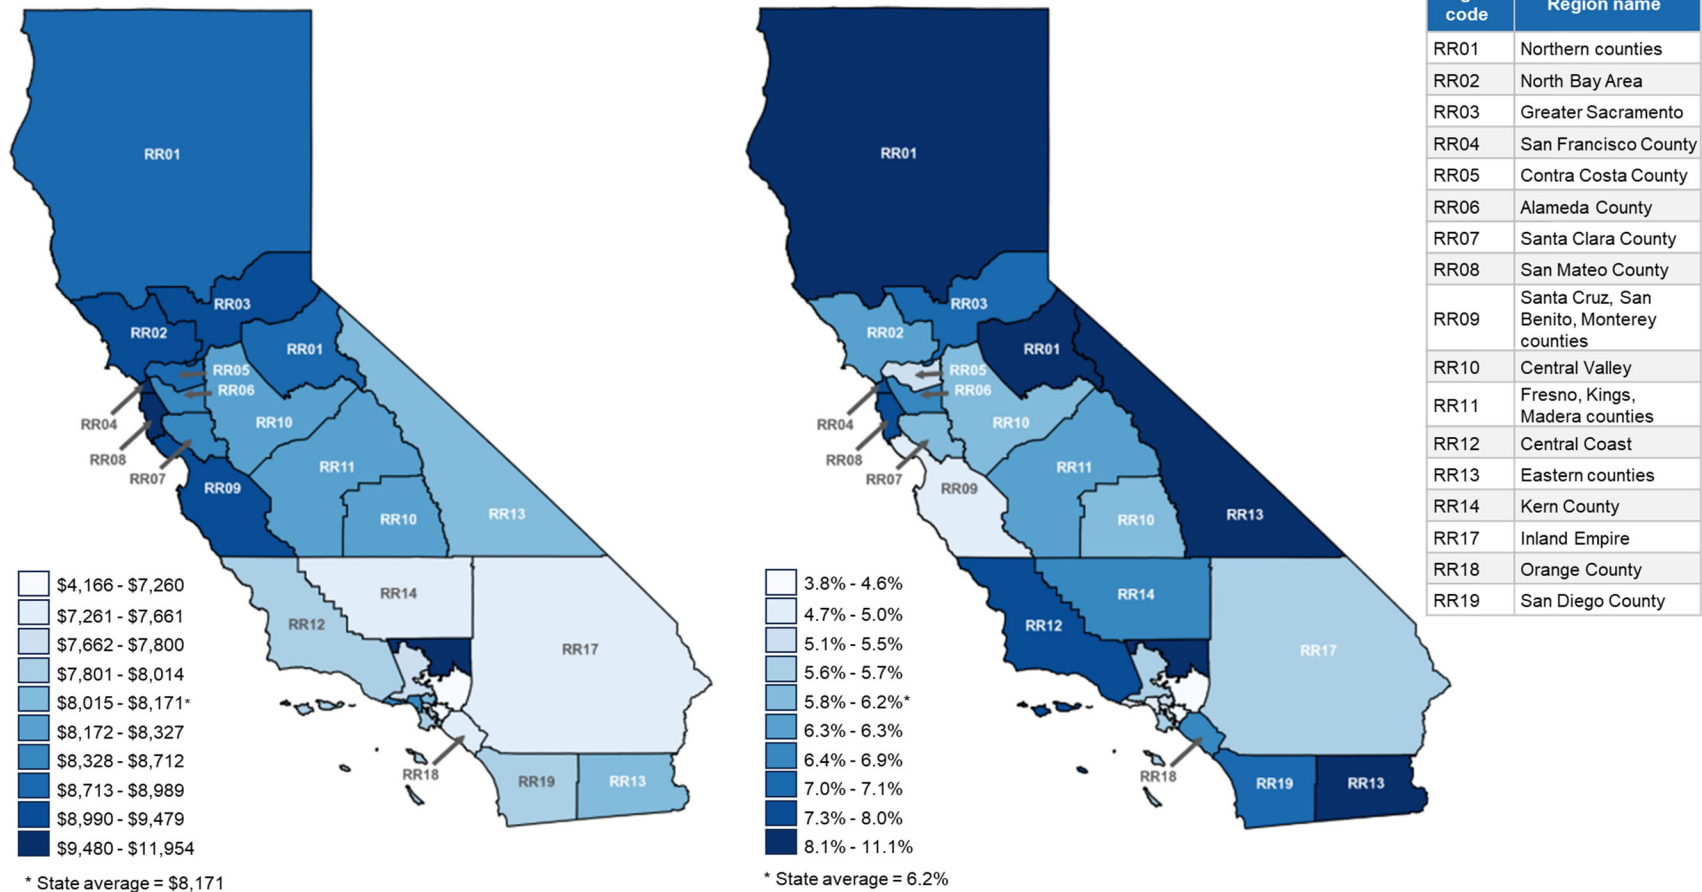 RR01
RR03
RR02
RR01
RR05
RR06
RR04
RR10
RR08
RR07
RR11
RR09
RR10
RR13
RR14
RR12
RR17
RR18
RR19
RR13
$4,166 - $7,260
$7,261 - $7,661
$7,662 - $7,800
$7,801 - $8,014
$8,015 - $8,171*
$8,172 - $8,327
$8,328 - $8,712
$8,713 - $8,989
$8,990 - $9,479
$9,480 - $11,954
* State average = $8,171
RR01
RR03
RR02
RR01
RR05
RR06
RR04
RR10
RR08
RR07
RR11
RR09
RR10
RR13
RR14
RR12
RR17
RR18
RR19
RR13
3.8% - 4.6%
4.7% - 5.0%
5.1% - 5.5%
5.6% - 5.7%
5.8% - 6.2%*
6.3% - 6.3%
6.4% - 6.9%
7.0% - 7.1%
7.3% - 8.0%
8.1% - 11.1%
* State average = 6.2%
code Region name
RR01 Northern counties
RR02 North Bay Area
RR03 Greater Sacramento
RR04 San Francisco County
RR05 Contra Costa County
RR06 Alameda County
RR07 Santa Clara County
RR08 San Mateo County
RR09 Santa Cruz, San
Benito, Monterey
counties
RR10 Central Valley
RR11 Fresno, Kings,
Madera counties
RR12 Central Coast
RR13 Eastern counties
RR14 Kern County
RR17 Inland Empire
RR18 Orange County
RR19 San Diego County